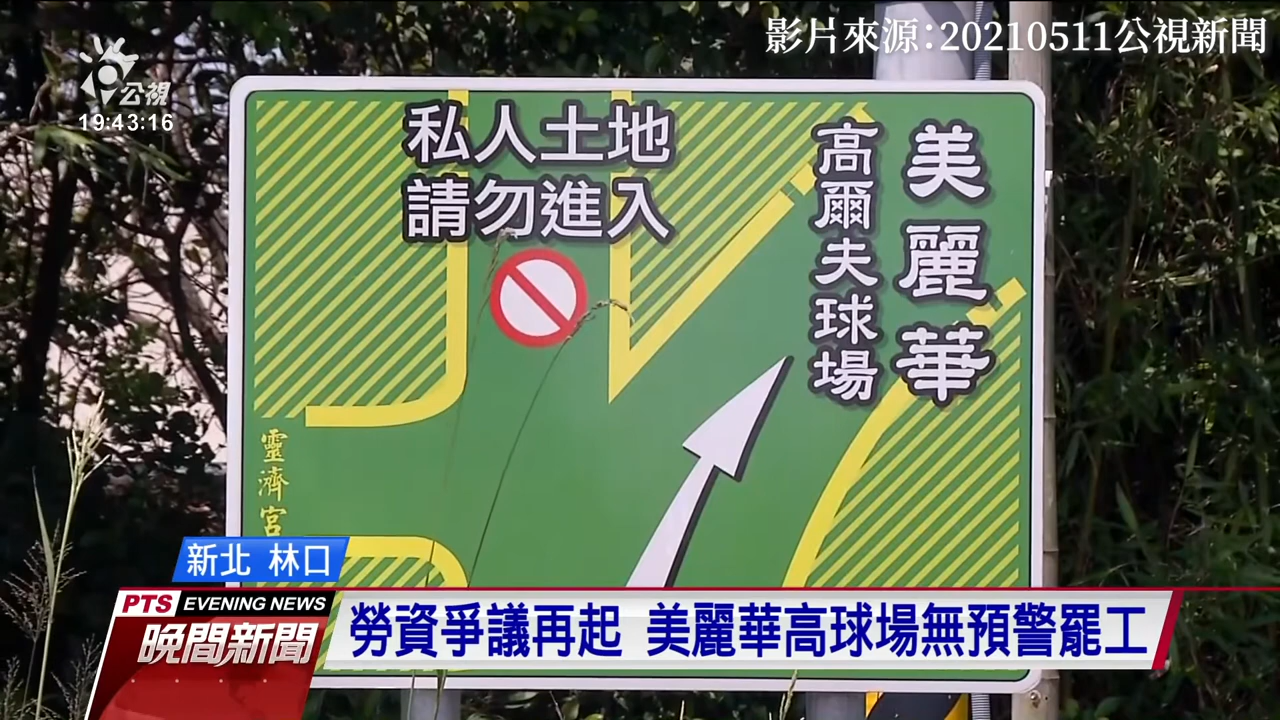 影片來源:20210511公視新聞
公視
19:43:16
私人土地
請勿進入
美麗華
高爾夫球場
靈濟宮
新北 林口
PTS EVENING NEWS
晚間新聞
勞資爭議再起 美麗華高球場無預警罷工